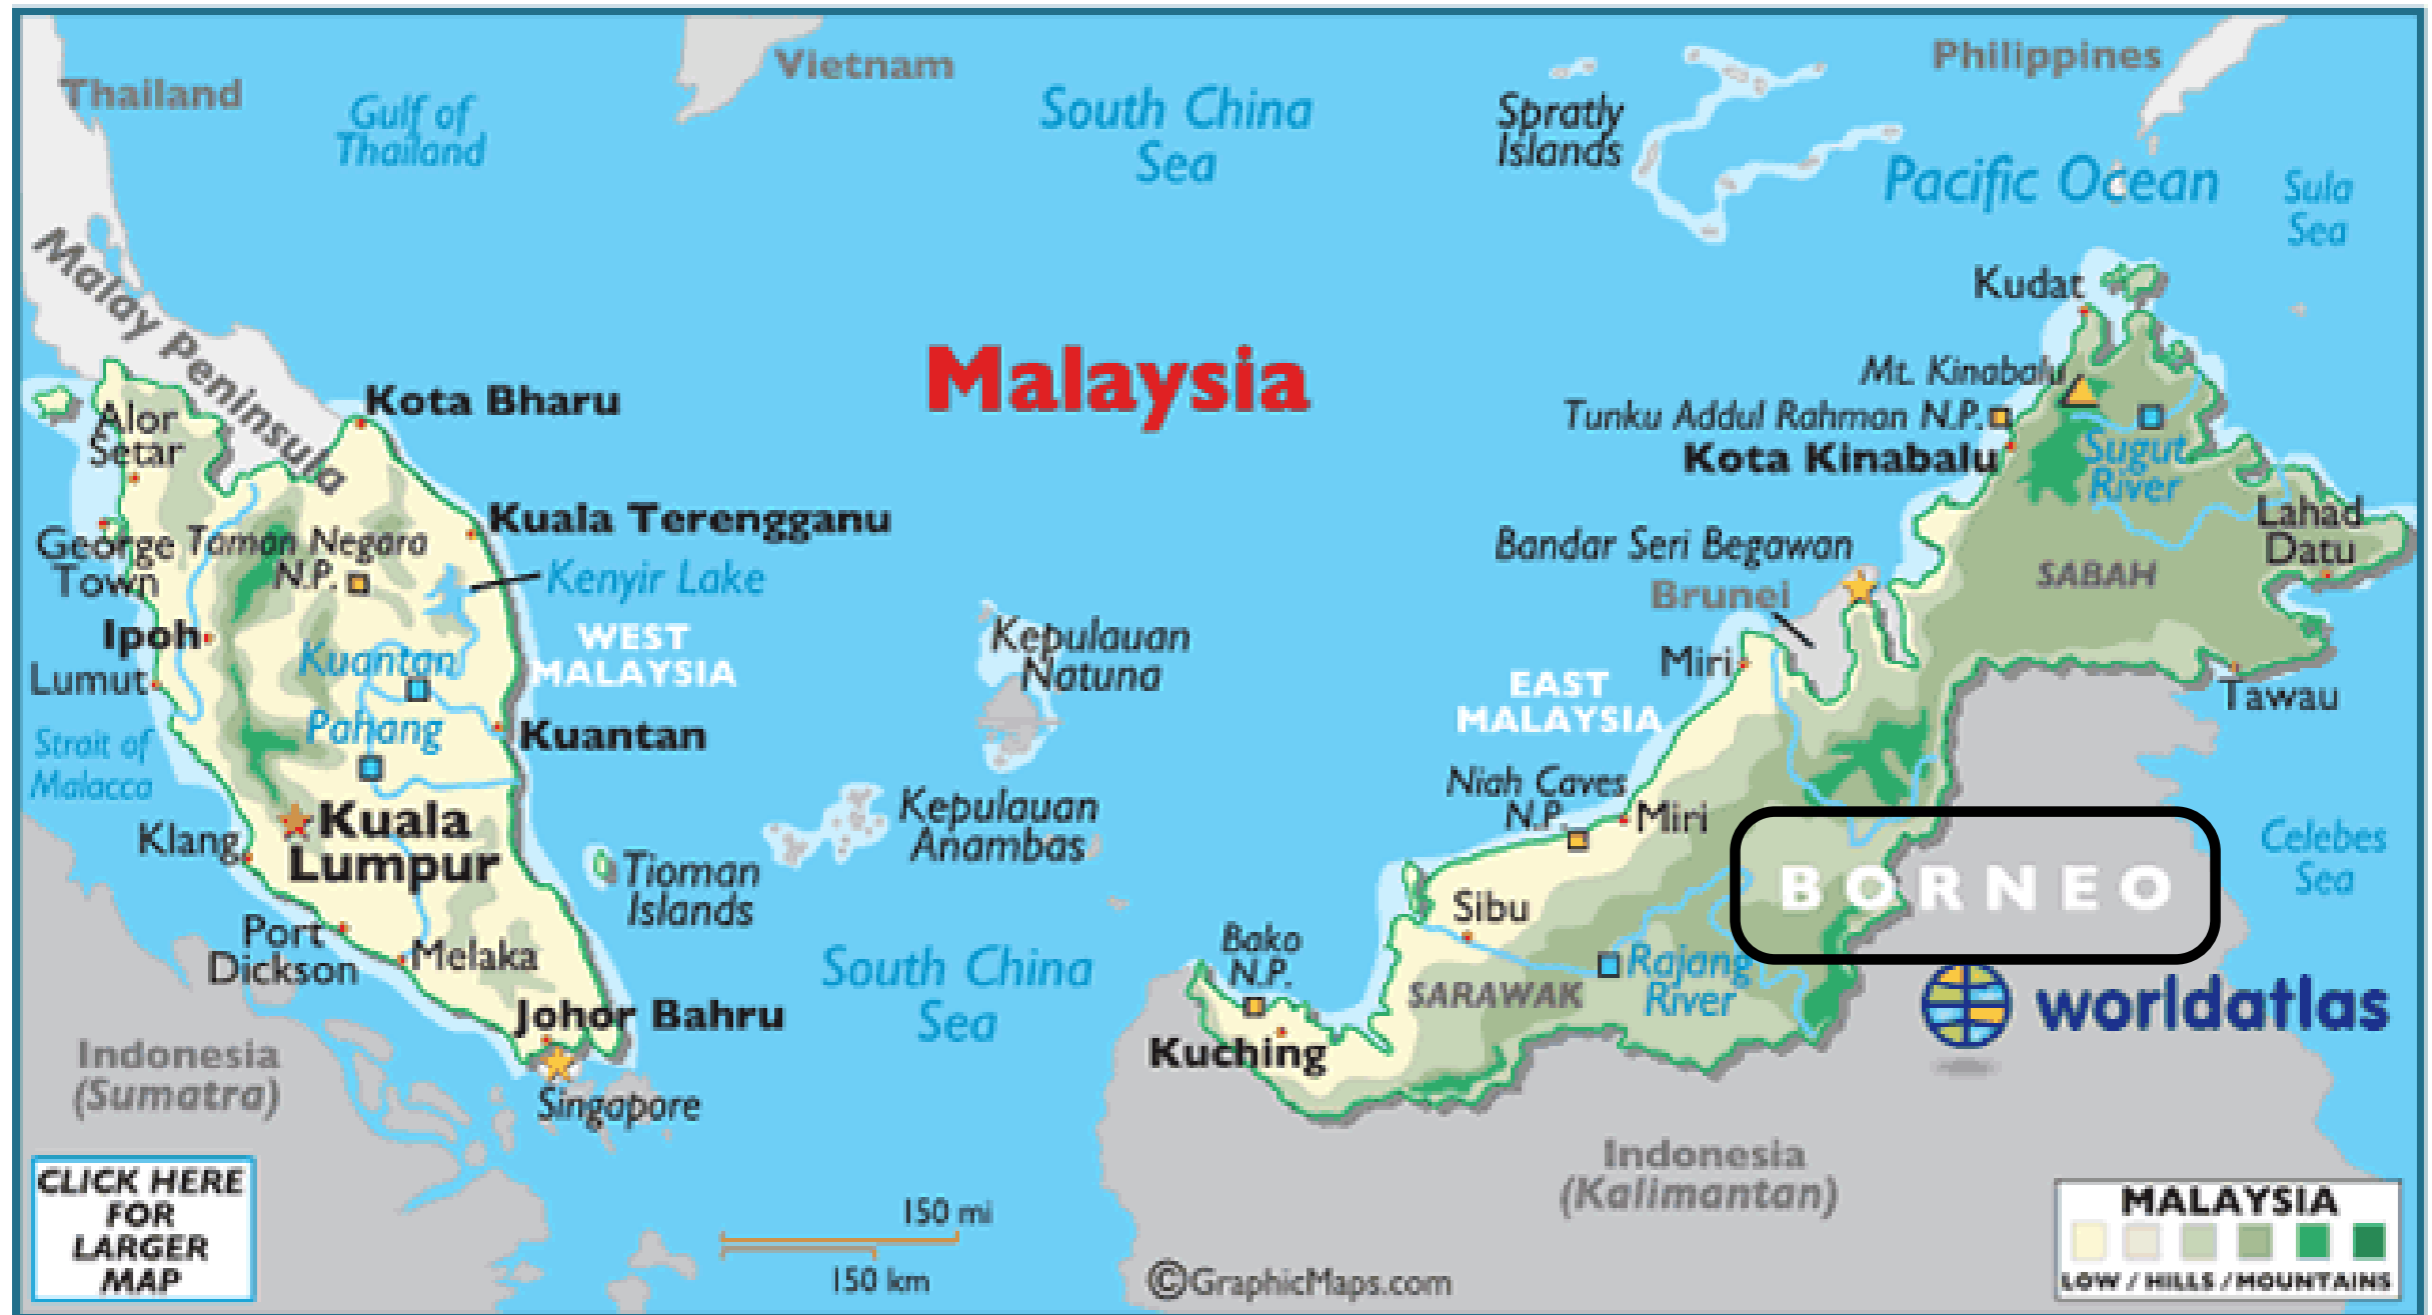 Thailand
Gulf of
Thailand
Vietnam
South China
Sea
Spratly
Islands
Philippines
Pacific Ocean
Sula
Sea
Malay Peninsula
Malaysia
Kudat
Mt. Kinabalu
Tunku Addul Rahman N.P.
Kota Kinabalu
Sugut
River
Lahad
Datu
SABAH
Bandar Seri Begawan
Brunei
Miri
Tawau
EAST
MALAYSIA
Niah Caves
N.P.
Miri
BORNEO
Celebes
Sea
Sibu
Bako
N.P.
SARAWAK
Rajang
River
Kuching
worldatlas
Indonesia
(Kalimantan)
Alor
Setar
Kota Bharu
George
Town
Taman Negara
N.P.
Kuala Terengganu
Kenyir Lake
Ipoh
Lumut
Kuantan
WEST
MALAYSIA
Pahang
Kuantan
Strait of
Malacca
Kuala
Lumpur
Klang
Port
Dickson
Melaka
Johor Bahru
Singapore
Tioman
Islands
Kepulauan
Natuna
Kepulauan
Anambas
South China
Sea
Indonesia
(Sumatra)
CLICK HERE
FOR
LARGER
MAP
150 mi
150 km
©GraphicMaps.com
MALAYSIA
LOW / HILLS / MOUNTAINS